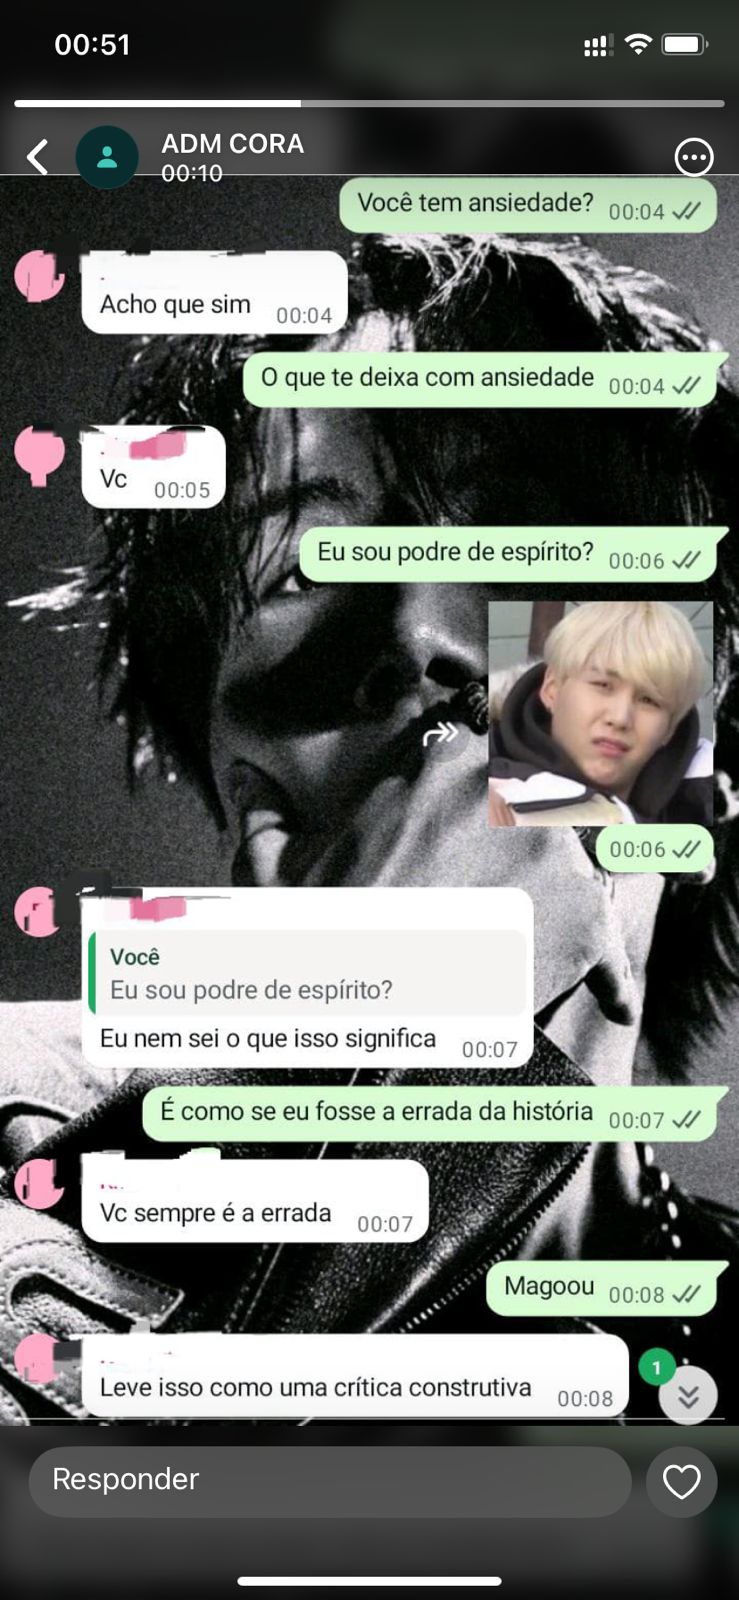 00:51
ADM CORA
00:10
Você tem ansiedade? 00:04
Acho que sim 00:04
O que te deixa com ansiedade 00:04
Vc 00:05
Eu sou podre de espírito? 00:06
00:06
Você
Eu sou podre de espírito?
Eu nem sei o que isso significa 00:07
É como se eu fosse a errada da história 00:07
Vc sempre é a errada 00:07
Magoou 00:08
1
Leve isso como uma crítica construtiva 00:08
Responder